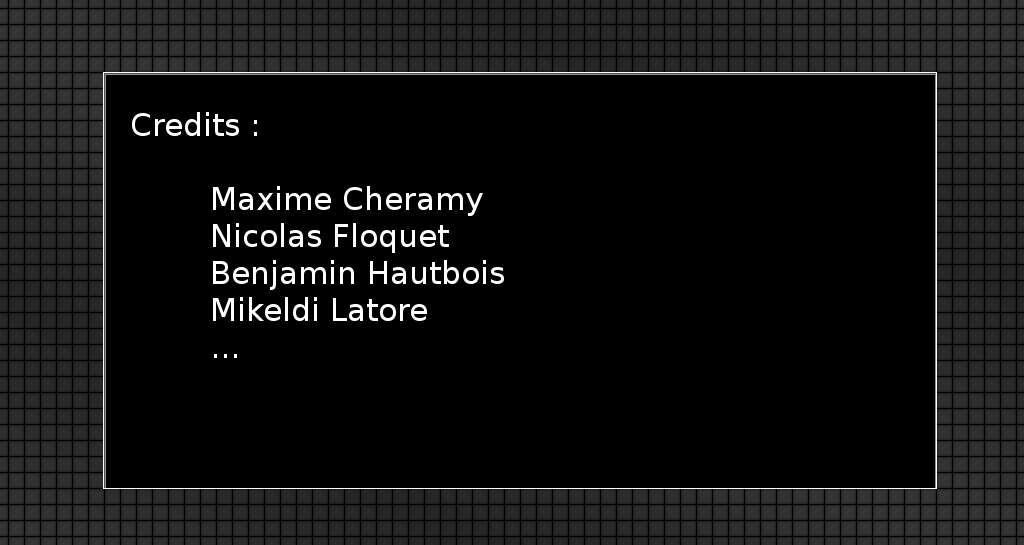 Credits :
Maxime Cheramy
Nicolas Floquet
Benjamin Hautbois
Mikeldi Latore
...